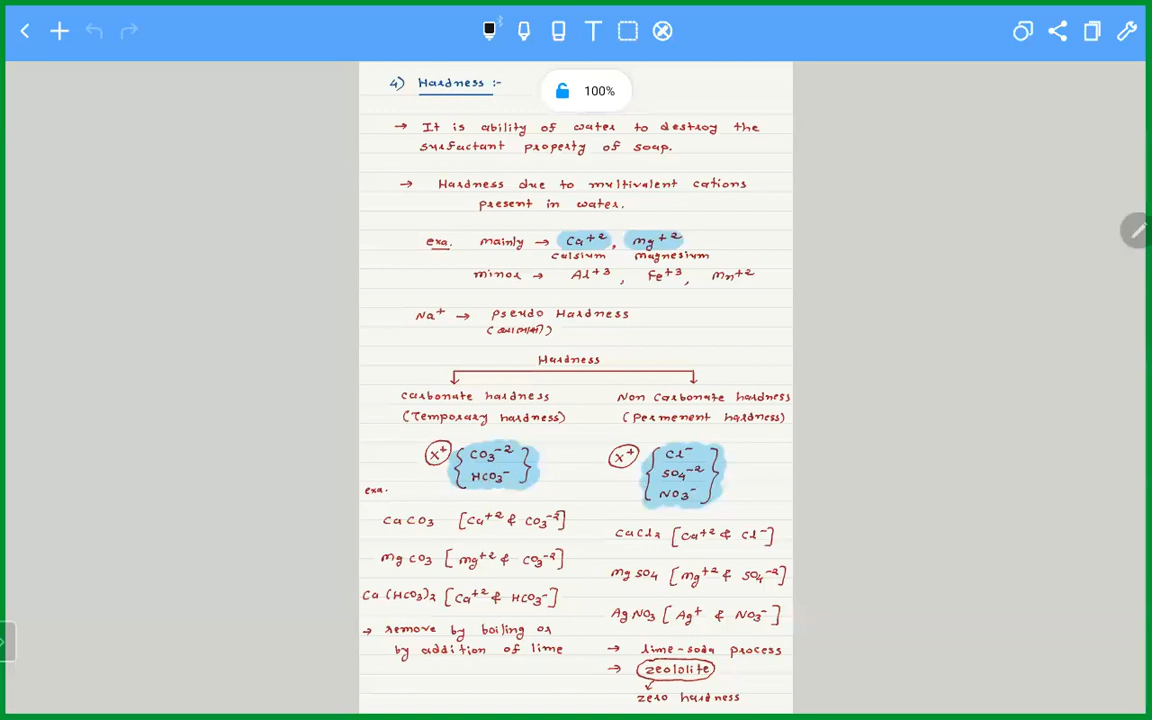 100%
4) Hardness :-
→ It is ability of water to destroy the
surfactant property of soap.
→ Hardness due to multivalent cations
present in water.
exa. mainly → Ca+2, Mg+2
calsium magnesium
minor → Al+3, Fe+3, Mn+2
Na+ → pseudo Hardness
Hardness
carbonate hardness
(Temporary hardness)
Non carbonate hardness
(permenent hardness)
x+ { CO3-2
HCO3- }
x+ { Cl-
SO4-2
NO3- }
exa.
CaCO3 [Ca+2 & CO3-2]
MgCO3 [Mg+2 & CO3-2]
Ca(HCO3)2 [Ca+2 & HCO3-]
→ remove by boiling or
by addition of lime
CaCl2 [Ca+2 & Cl-]
MgSO4 [Mg+2 & SO4-2]
AgNO3 [Ag+ & NO3-]
→ lime-soda process
→ zeololite
zero hardness